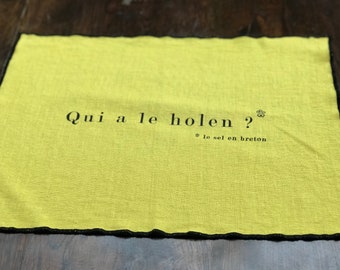 Qui a le holen ?*
* le sel en breton